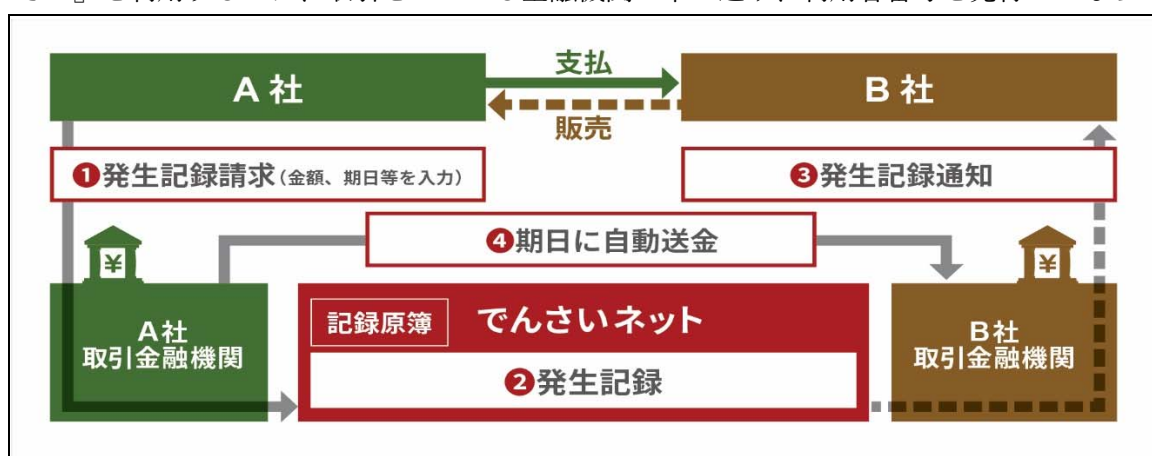 A社
支払
販売
B社
❶発生記録請求(金額、期日等を入力)
❸発生記録通知
❹期日に自動送金
¥
¥
A社
取引金融機関
記録原簿
でんさいネット
❷発生記録
B社
取引金融機関